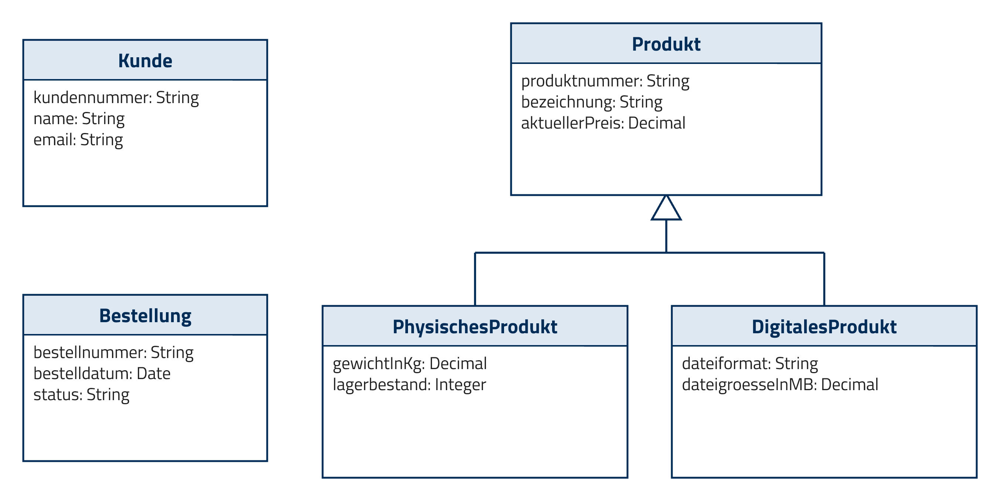 Kunde
kundennummer: String
name: String
email: String
Produkt
produktnummer: String
bezeichnung: String
aktuellerPreis: Decimal
Bestellung
bestellnummer: String
bestelldatum: Date
status: String
PhysischesProdukt
gewichtInKg: Decimal
lagerbestand: Integer
DigitalesProdukt
dateiformat: String
dateigroesseInMB: Decimal